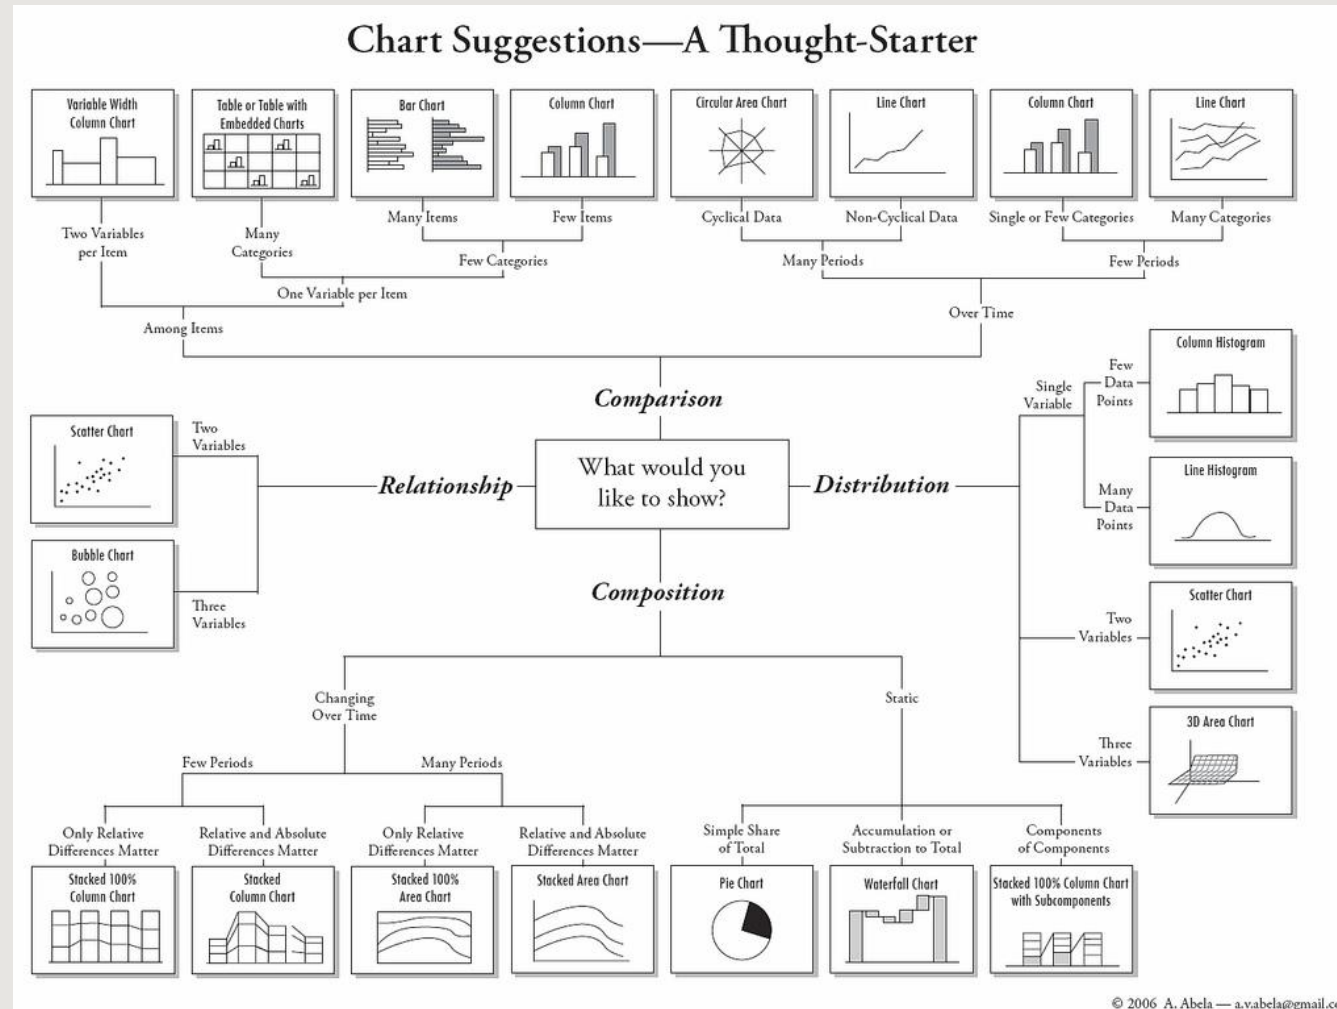 Chart Suggestions—A Thought-Starter
Variable Width
Column Chart
Table or Table with
Embedded Charts
Bar Chart
Column Chart
Circular Area Chart
Line Chart
Column Chart
Line Chart
Two Variables
per Item
Many
Categories
Many Items
Few Items
Cyclical Data
Non-Cyclical Data
Single or Few Categories
Many Categories
Few Categories
Many Periods
Few Periods
One Variable per Item
Among Items
Over Time
Comparison
What would you
like to show?
Relationship
Two
Variables
Scatter Chart
Three
Variables
Bubble Chart
Distribution
Single
Variable
Few
Data
Points
Column Histogram
Many
Data
Points
Line Histogram
Two
Variables
Scatter Chart
Three
Variables
3D Area Chart
Composition
Changing
Over Time
Static
Few Periods
Many Periods
Only Relative
Differences Matter
Relative and Absolute
Differences Matter
Only Relative
Differences Matter
Relative and Absolute
Differences Matter
Simple Share
of Total
Accumulation or
Subtraction to Total
Components
of Components
Stacked 100%
Column Chart
Stacked
Column Chart
Stacked 100%
Area Chart
Stacked Area Chart
Pie Chart
Waterfall Chart
Stacked 100% Column Chart
with Subcomponents
© 2006 A. Abela — a.v.abela@gmail.co